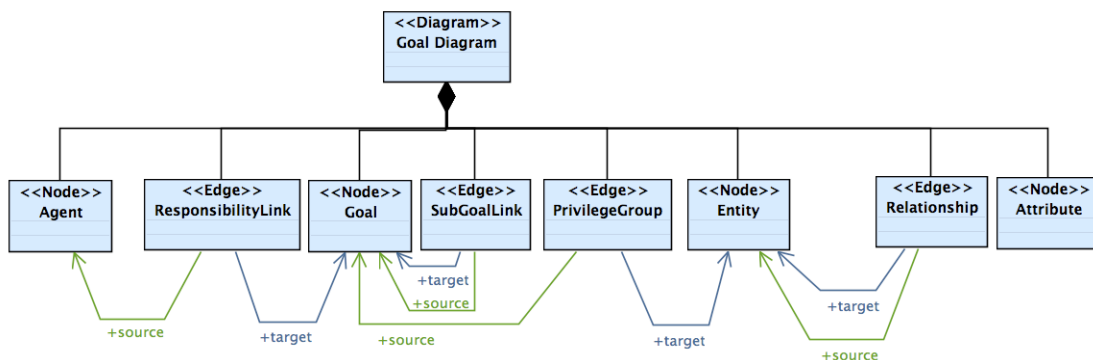 <<Diagram>>
Goal Diagram
<<Node>>
Agent
<<Edge>>
ResponsibilityLink
<<Node>>
Goal
<<Edge>>
SubGoalLink
<<Edge>>
PrivilegeGroup
<<Node>>
Entity
<<Edge>>
Relationship
<<Node>>
Attribute
+target
+source
+target
+source
+target
+source
+target
+source